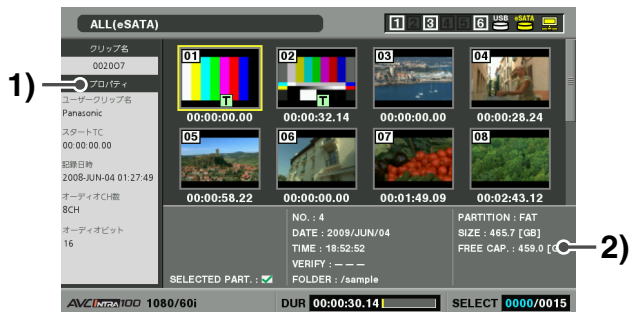 ALL(eSATA)
1 2 3 4 5 6 USB eSATA
クリップ名
0020O7
プロパティ
ユーザークリップ名
Panasonic
スタートTC
00:00:00.00
記録日時
2008-JUN-04 01:27:49
オーディオCH数
8CH
オーディオビット
16
1)
01 02 03 04
T T
00:00:00.00 00:00:32.14 00:00:00.00 00:00:28.24
05 06 07 08
00:00:58.22 00:00:00.00 00:01:49.09 00:02:43.12
SELECTED PART. :
NO. : 4
DATE : 2009/JUN/04
TIME : 18:52:52
VERIFY : ———
FOLDER : /sample
PARTITION : FAT
SIZE : 465.7 [GB]
FREE CAP. : 459.0 [G
2)
AVC INTRA 100 1080/60i DUR 00:00:30.14 SELECT 0000/0015